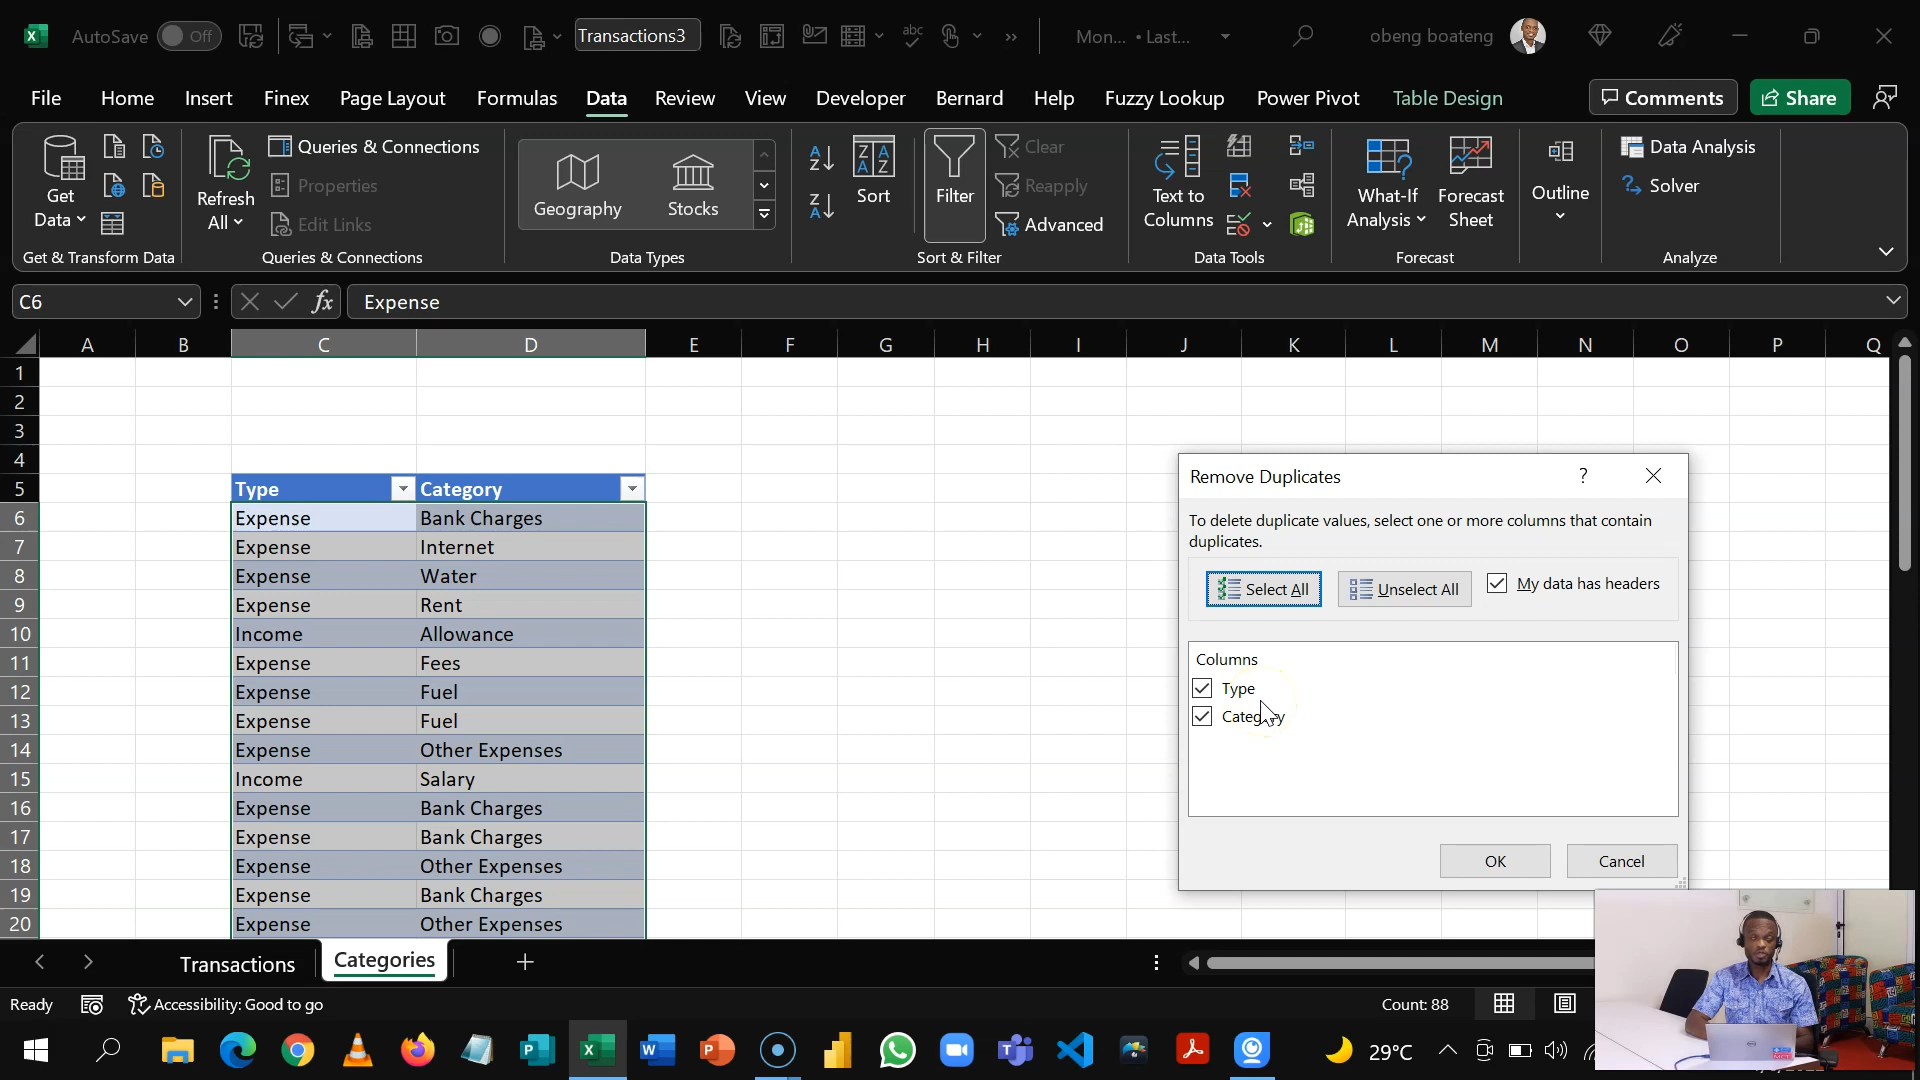 AutoSave Off Transactions3 abc Mon... • Last... obeng boateng
File Home Insert Finex Page Layout Formulas Data Review View Developer Bernard Help Fuzzy Lookup Power Pivot Table Design Comments Share
Get Data
Refresh All
Queries & Connections
Properties
Edit Links
Geography
Stocks
Sort
Filter
Clear
Reapply
Advanced
Text to Columns
What-If Analysis
Forecast Sheet
Outline
Data Analysis
Solver
Get & Transform Data Queries & Connections Data Types Sort & Filter Data Tools Forecast Analyze
C6 fx Expense
A B C D E F G H I J K L M N O P Q
1
2
3
4
5 Type Category
6 Expense Bank Charges
7 Expense Internet
8 Expense Water
9 Expense Rent
10 Income Allowance
11 Expense Fees
12 Expense Fuel
13 Expense Fuel
14 Expense Other Expenses
15 Income Salary
16 Expense Bank Charges
17 Expense Bank Charges
18 Expense Other Expenses
19 Expense Bank Charges
20 Expense Other Expenses
Remove Duplicates ?
To delete duplicate values, select one or more columns that contain
duplicates.
Select All Unselect All My data has headers
Columns
Type
Category
OK Cancel
Transactions Categories
Ready Accessibility: Good to go Count: 88
29°C